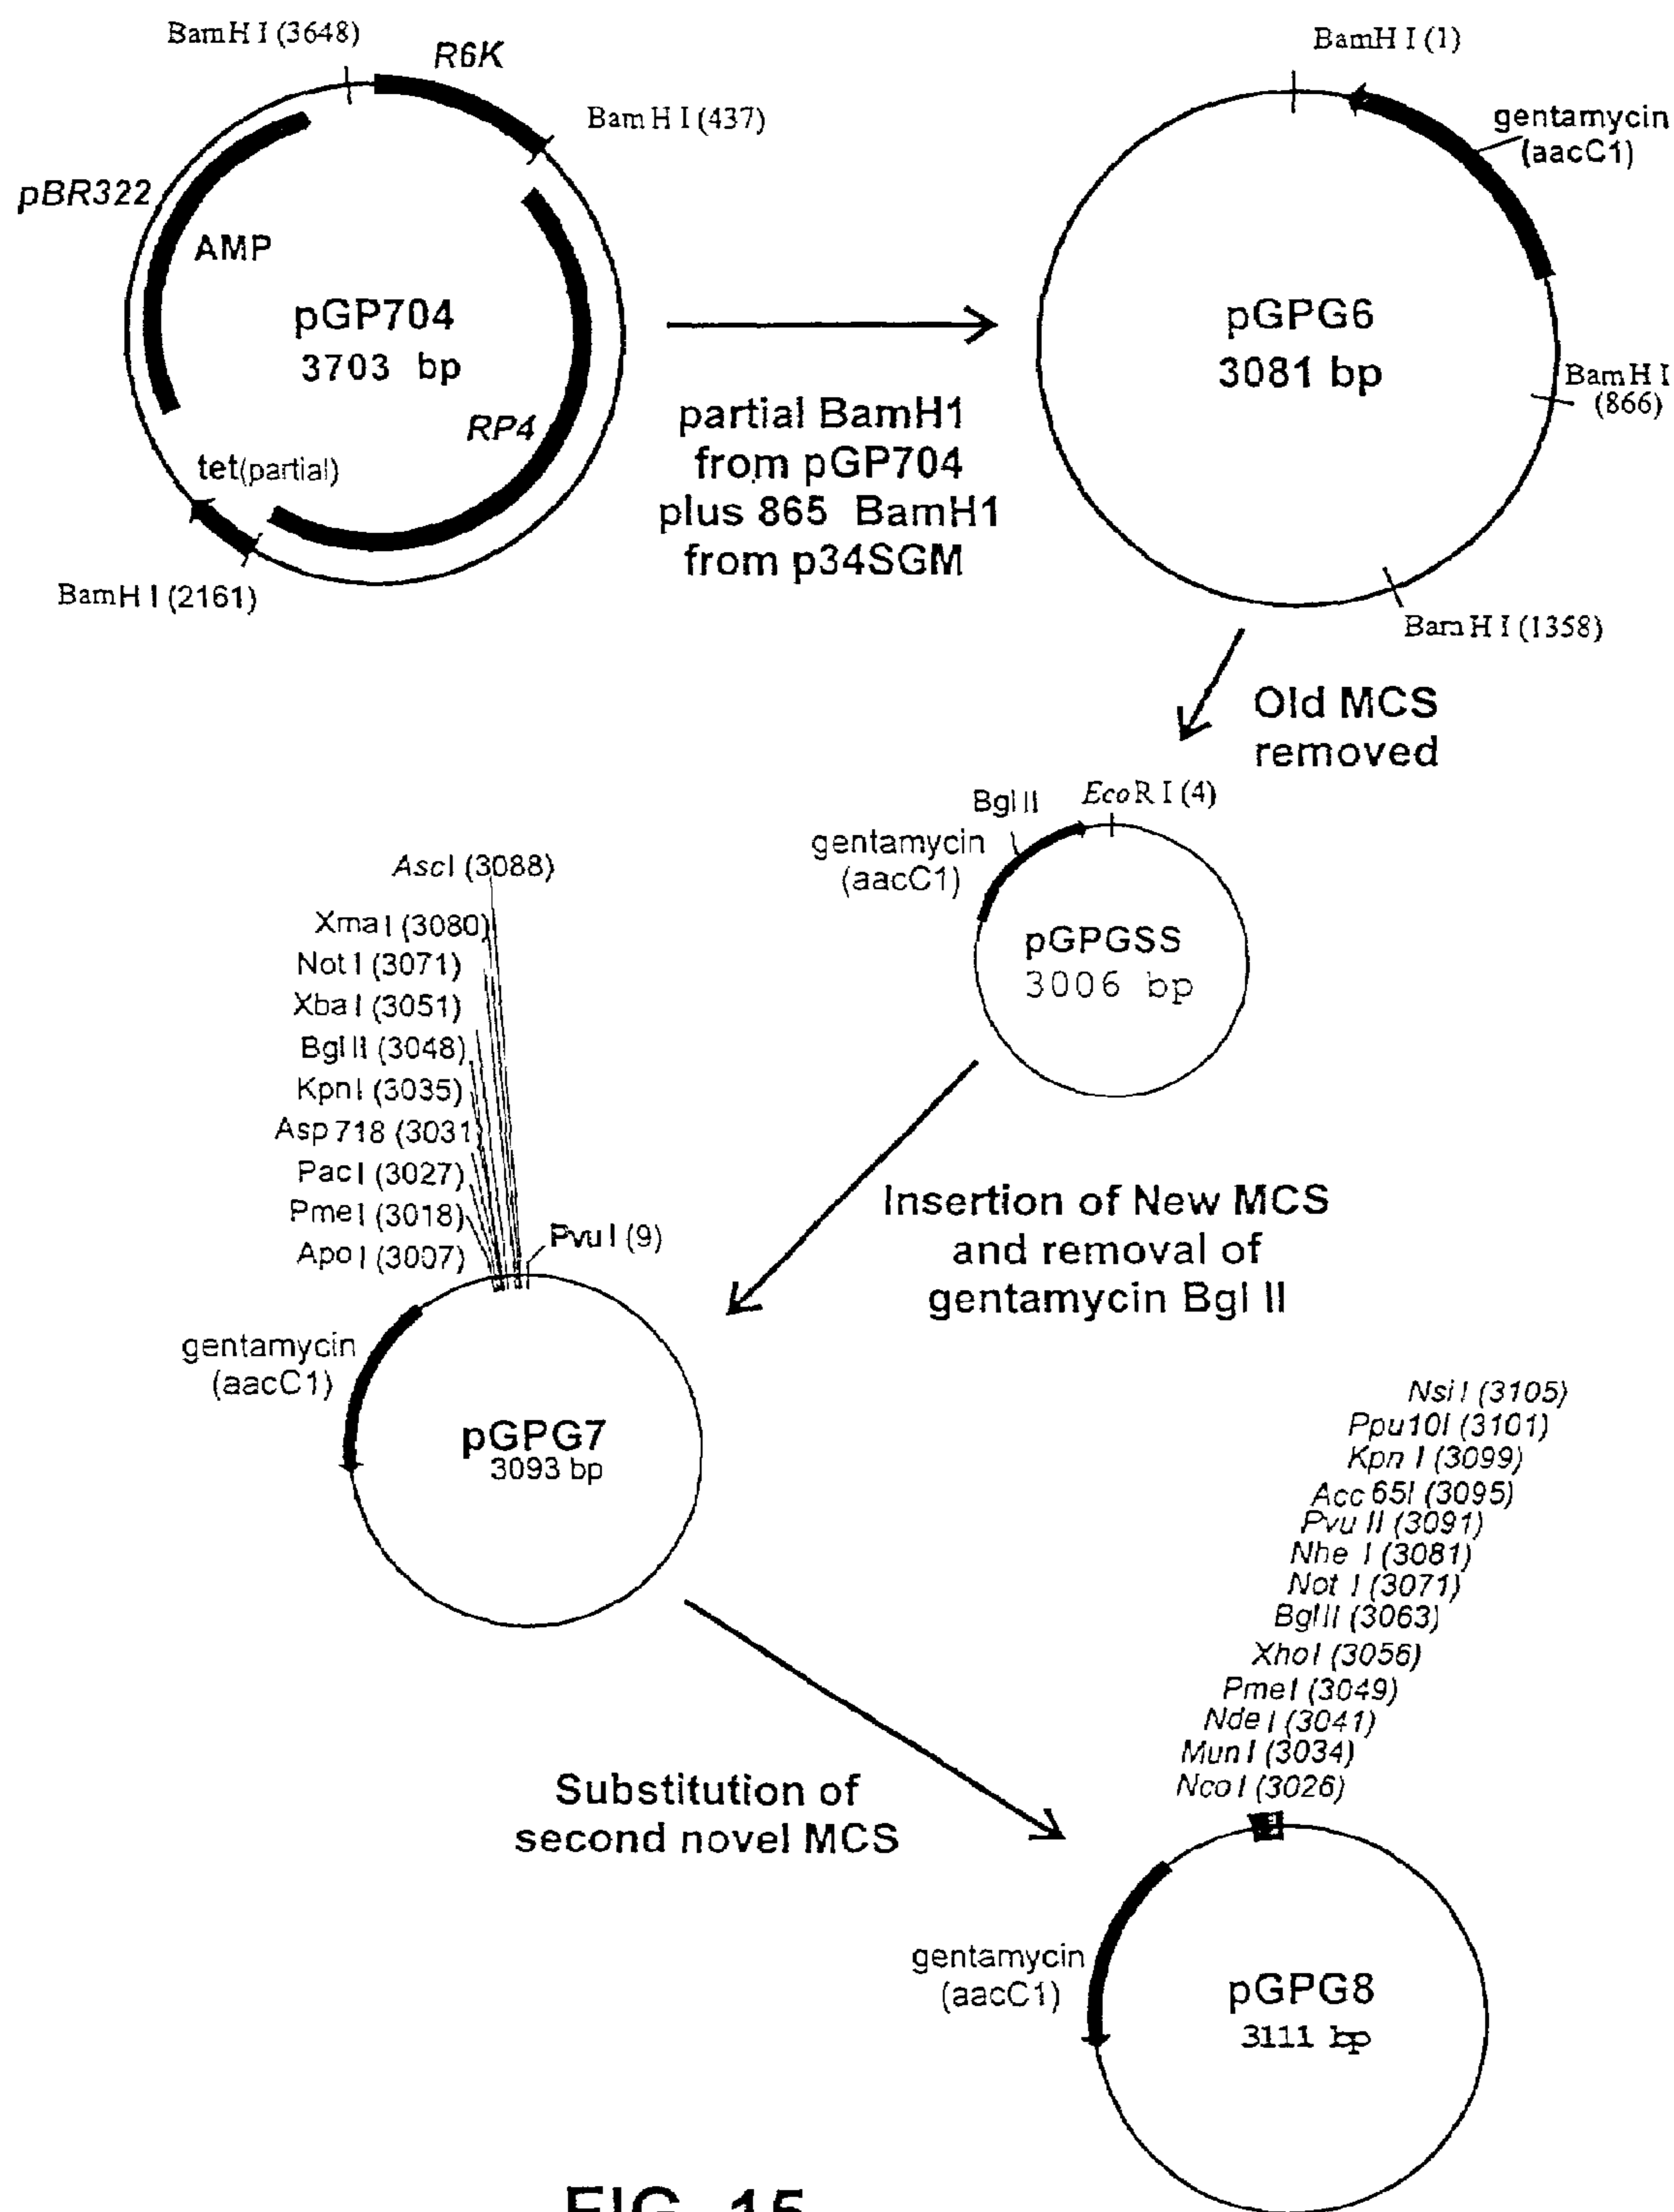 BamH I (3648)
R6K
BamH I (437)
pBR322
AMP
pGP704
3703 bp
RP4
tet(partial)
BamH I (2161)
partial BamH1
from pGP704
plus 865 BamH1
from p34SGM
BamH I (1)
gentamycin
(aacC1)
pGPG6
3081 bp
BamH I
(866)
BamH I (1358)
Old MCS
removed
Bgl II
EcoR I (4)
gentamycin
(aacC1)
pGPGSS
3006 bp
AscI (3088)
Xma I (3080)
Not I (3071)
Xba I (3051)
Bgl II (3048)
KpnI (3035)
Asp 718 (3031)
PacI (3027)
PmeI (3018)
Apo I (3007)
Pvu I (9)
Insertion of New MCS
and removal of
gentamycin Bgl II
gentamycin
(aacC1)
pGPG7
3093 bp
Substitution of
second novel MCS
Nsi I (3105)
Ppu10I (3101)
Kpn I (3099)
Acc 65I (3095)
Pvu II (3091)
Nhe I (3081)
Not I (3071)
BglII (3063)
XhoI (3056)
PmeI (3049)
Nde I (3041)
Mun I (3034)
Nco I (3026)
gentamycin
(aacC1)
pGPG8
3111 bp
FIG. 15